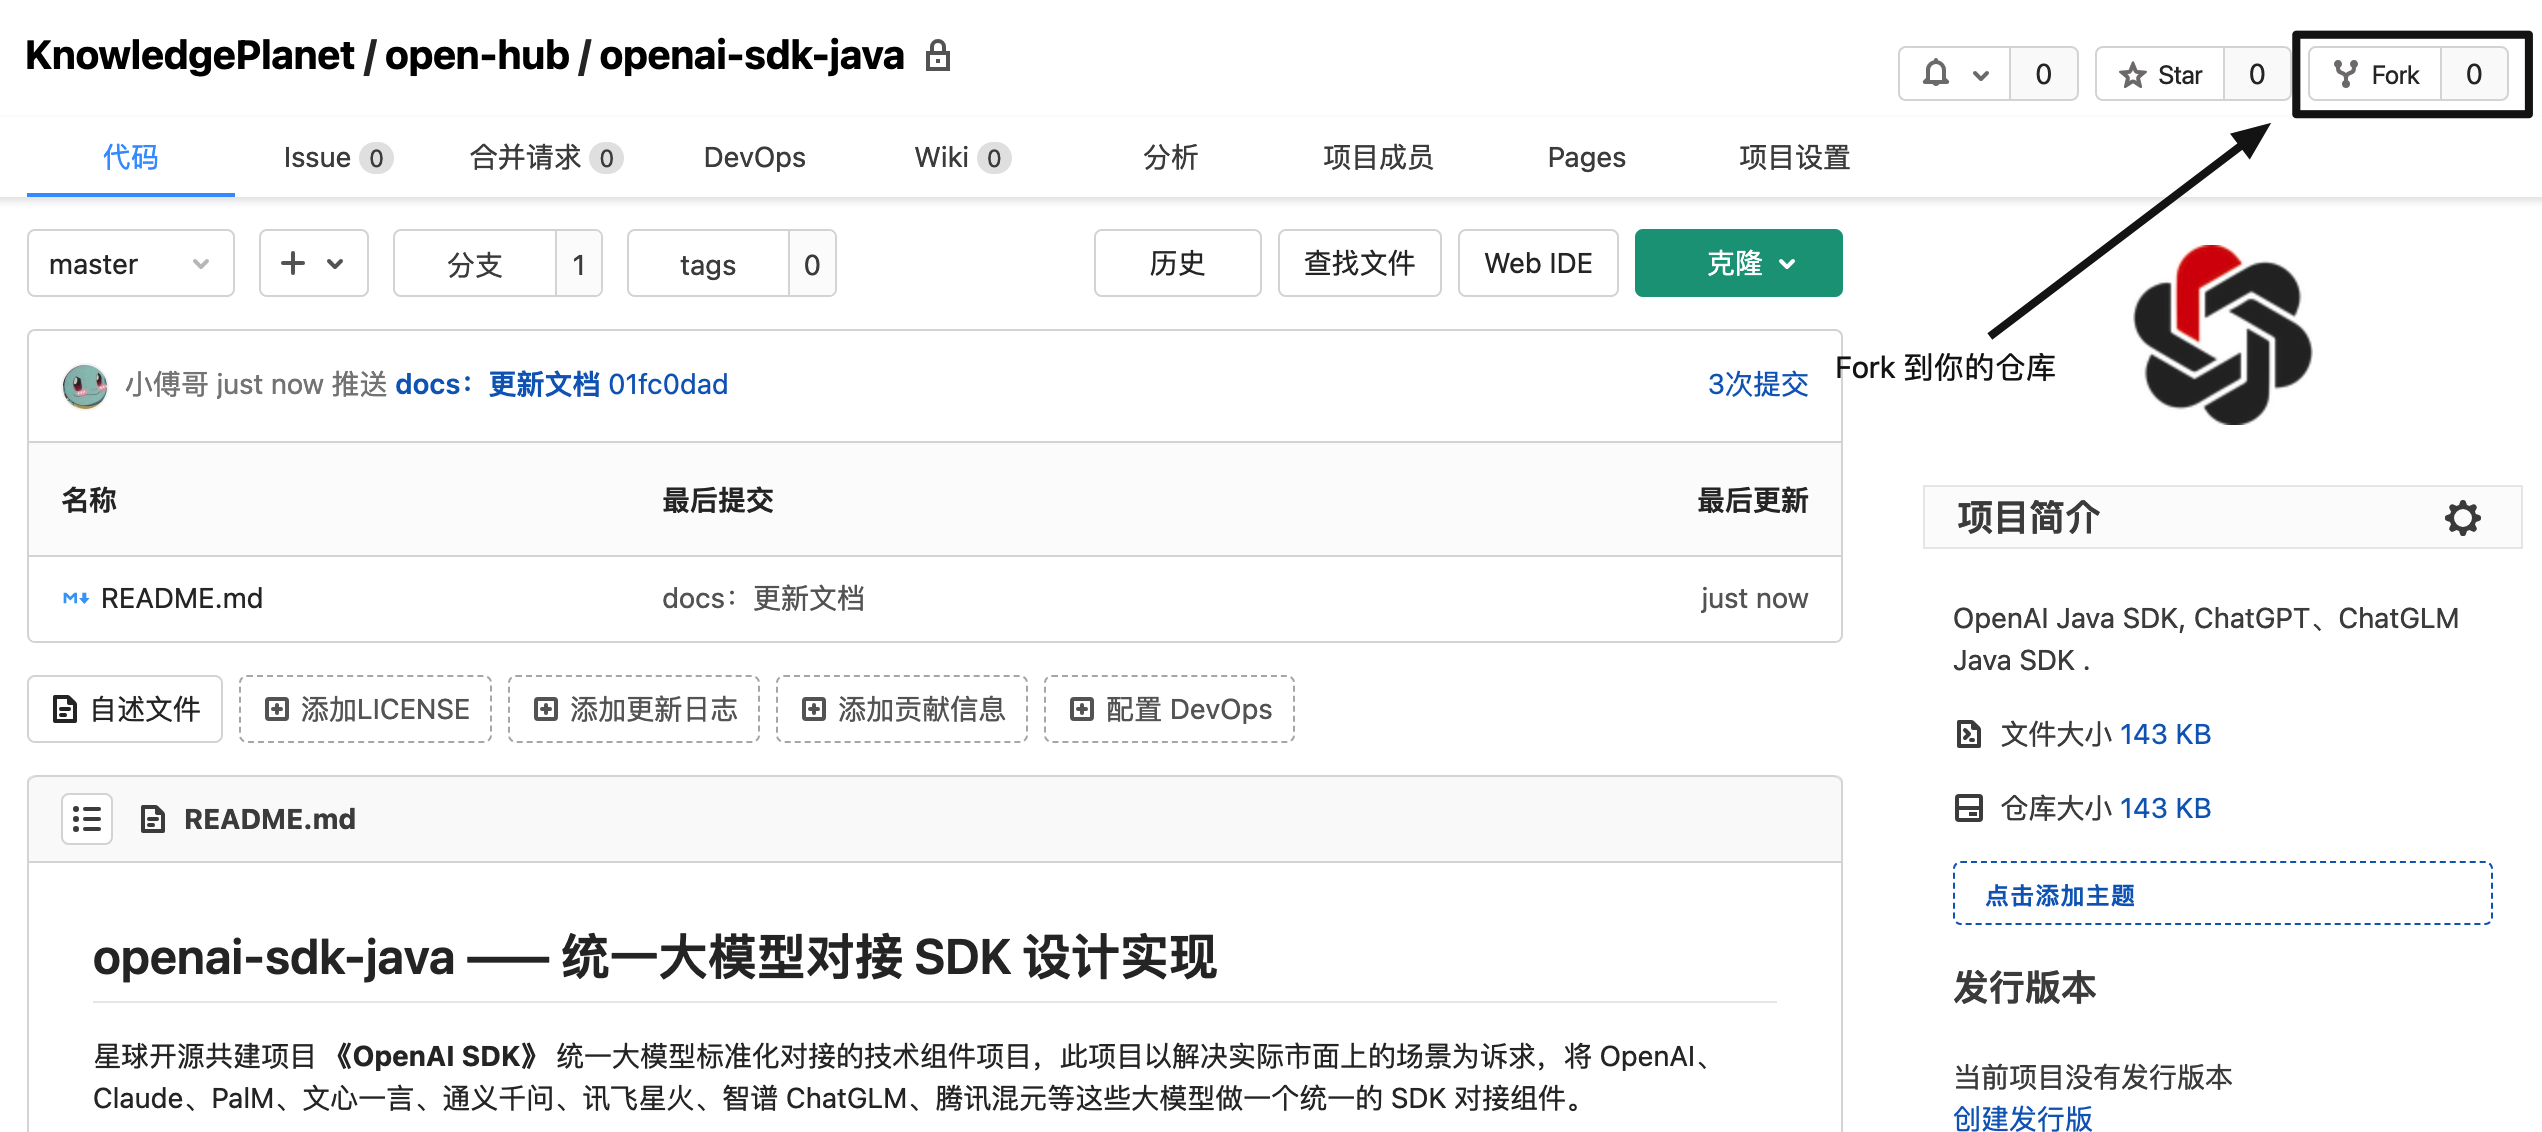 KnowledgePlanet / open-hub / openai-sdk-java
0
Star 0
Fork 0
代码
Issue 0
合并请求 0
DevOps
Wiki 0
分析
项目成员
Pages
项目设置
master
分支 1
tags 0
历史
查找文件
Web IDE
克隆
Fork 到你的仓库
小傅哥 just now 推送 docs：更新文档 01fc0dad
3次提交
名称 最后提交 最后更新
README.md docs：更新文档 just now
自述文件
添加LICENSE
添加更新日志
添加贡献信息
配置 DevOps
README.md
openai-sdk-java —— 统一大模型对接 SDK 设计实现
星球开源共建项目 《OpenAI SDK》 统一大模型标准化对接的技术组件项目，此项目以解决实际市面上的场景为诉求，将 OpenAI、
Claude、PalM、文心一言、通义千问、讯飞星火、智谱 ChatGLM、腾讯混元等这些大模型做一个统一的 SDK 对接组件。
项目简介
OpenAI Java SDK, ChatGPT、ChatGLM
Java SDK .
文件大小 143 KB
仓库大小 143 KB
点击添加主题
发行版本
当前项目没有发行版本
创建发行版